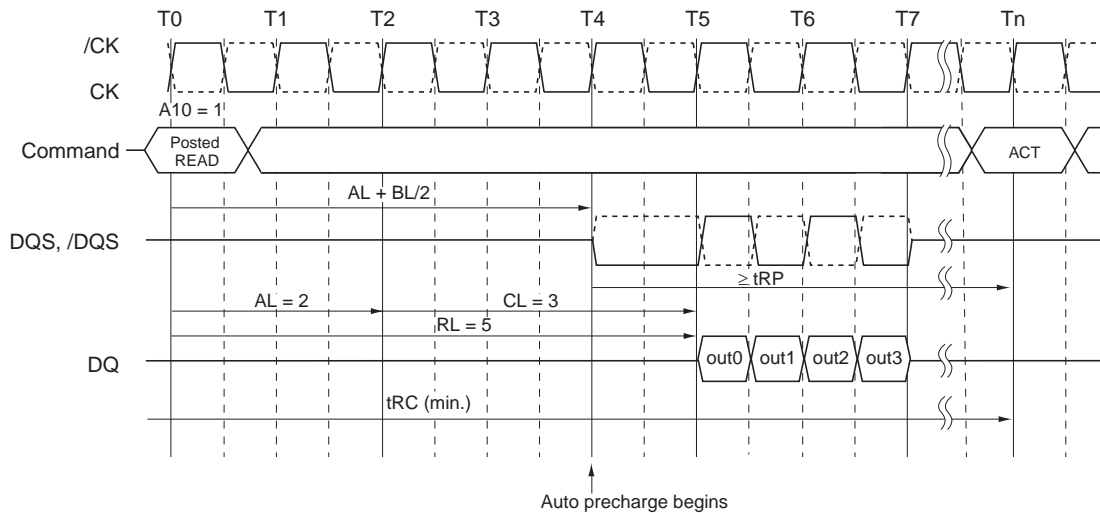 T0 T1 T2 T3 T4 T5 T6 T7 Tn
/CK
CK
A10 = 1
Command
Posted
READ
ACT
AL + BL/2
DQS, /DQS
≥ tRP
AL = 2
CL = 3
RL = 5
DQ
out0 out1 out2 out3
tRC (min.)
Auto precharge begins